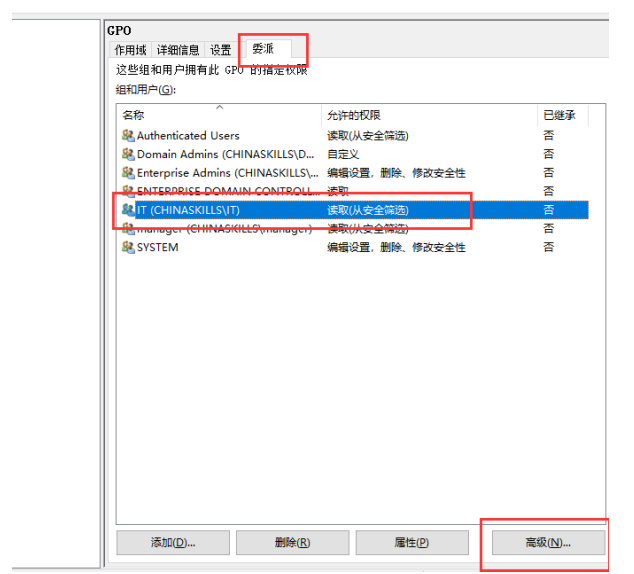 GPO
作用域 详细信息 设置 委派
这些组和用户拥有此 GPO 的指定权限
组和用户(G):
名称 允许的权限 已继承
Authenticated Users 读取(从安全筛选) 否
Domain Admins (CHINASKILLS\D... 自定义 否
Enterprise Admins (CHINASKILLS\... 编辑设置, 删除、修改安全性 否
ENTERPRISE DOMAIN CONTROLL... 读取 否
IT (CHINASKILLS\IT) 读取(从安全筛选) 否
manager (CHINASKILLS\manager) 读取(从安全筛选) 否
SYSTEM 编辑设置, 删除、修改安全性 否
添加(D)... 删除(R) 属性(P) 高级(N)...